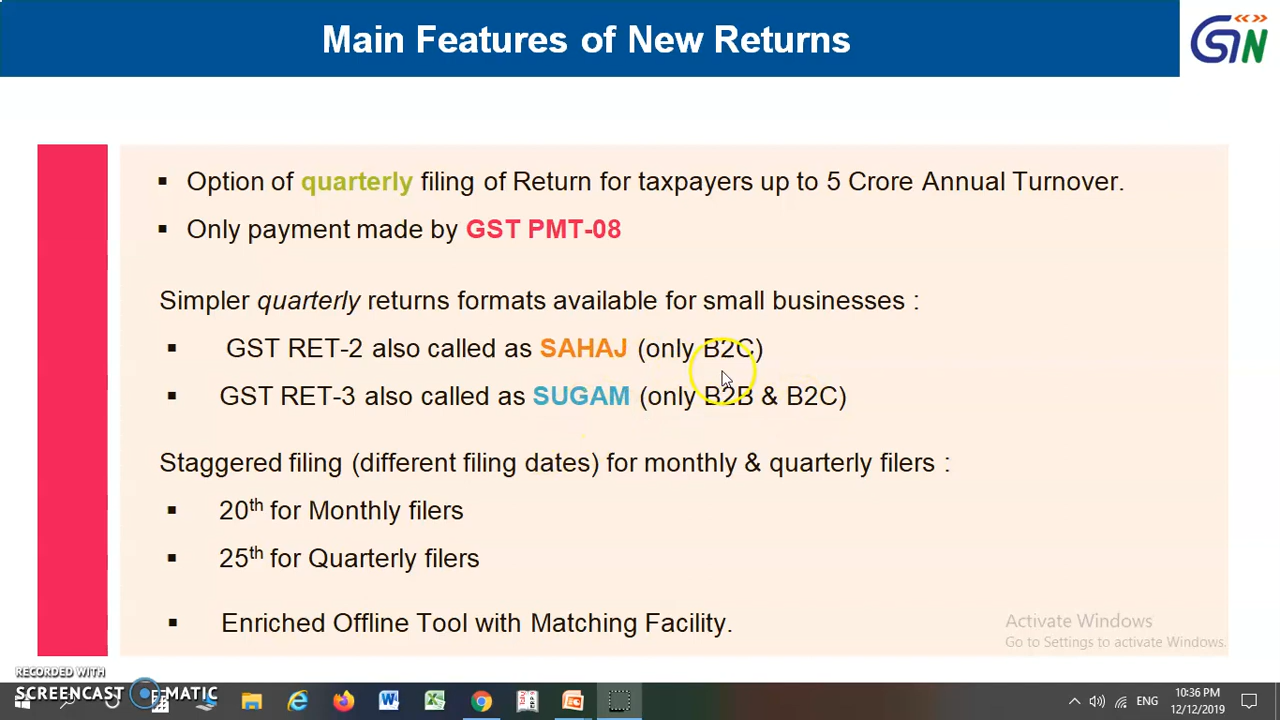 Main Features of New Returns
GSTN
▪ Option of quarterly filing of Return for taxpayers up to 5 Crore Annual Turnover.
▪ Only payment made by GST PMT-08
Simpler quarterly returns formats available for small businesses :
▪ GST RET-2 also called as SAHAJ (only B2C)
▪ GST RET-3 also called as SUGAM (only B2B & B2C)
Staggered filing (different filing dates) for monthly & quarterly filers :
▪ 20th for Monthly filers
▪ 25th for Quarterly filers
▪ Enriched Offline Tool with Matching Facility.
Activate Windows
Go to Settings to activate Windows.
RECORDED WITH
SCREENCAST MATIC
ENG
10:36 PM
12/12/2019